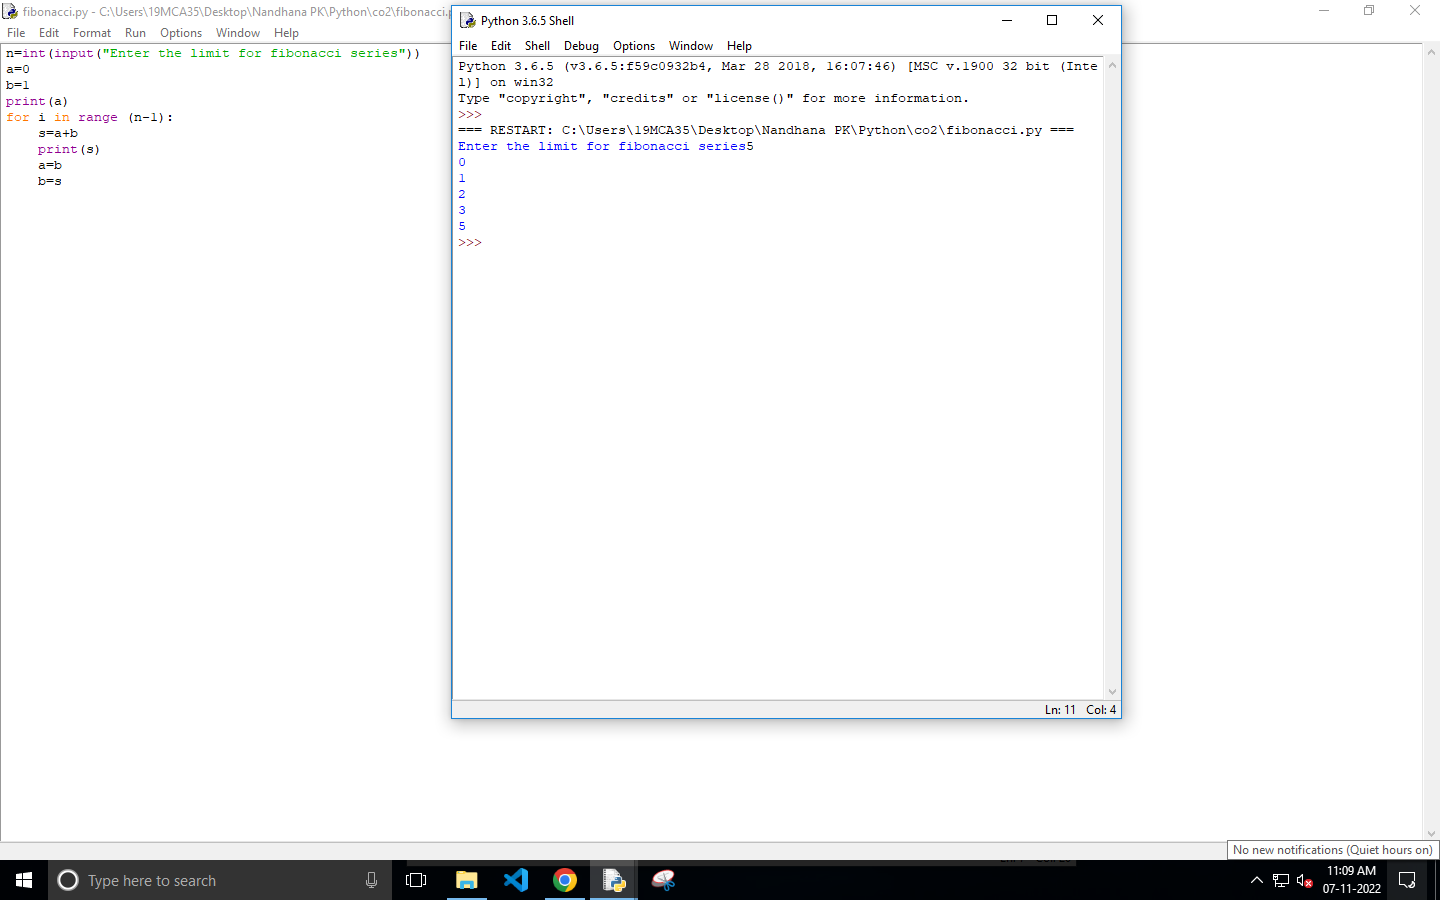 fibonacci.py - C:\Users\19MCA35\Desktop\Nandhana PK\Python\co2\fibonacci.
File Edit Format Run Options Window Help
n=int(input("Enter the limit for fibonacci series"))
a=0
b=1
print(a)
for i in range (n-1):
    s=a+b
    print(s)
    a=b
    b=s
Python 3.6.5 Shell
File Edit Shell Debug Options Window Help
Python 3.6.5 (v3.6.5:f59c0932b4, Mar 28 2018, 16:07:46) [MSC v.1900 32 bit (Inte
l)] on win32
Type "copyright", "credits" or "license()" for more information.
>>>
=== RESTART: C:\Users\19MCA35\Desktop\Nandhana PK\Python\co2\fibonacci.py ===
Enter the limit for fibonacci series5
0
1
2
3
5
>>>
Ln: 11 Col: 4
No new notifications (Quiet hours on)
Type here to search
11:09 AM
07-11-2022